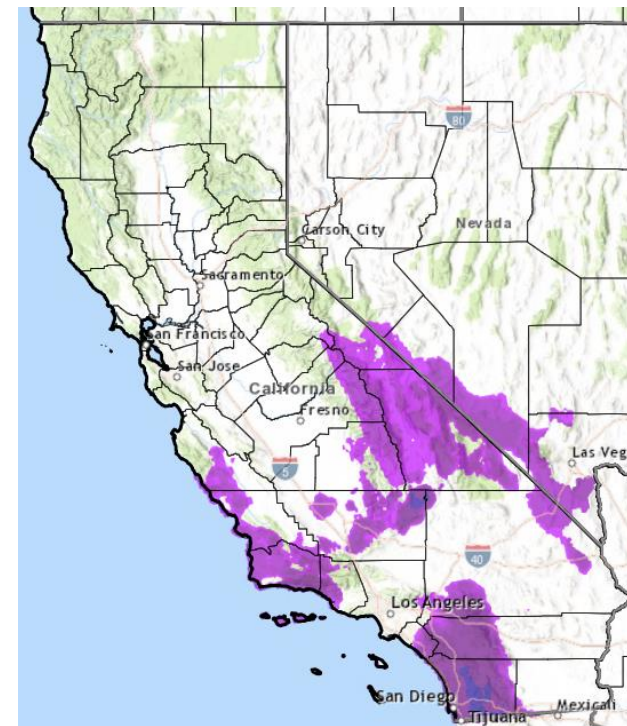 80
Carson City
Nevada
Sacramento
San Francisco
San Jose
California
Fresno
5
Las Veg
40
Los Angeles
San Diego
Tijuana
Mexicali